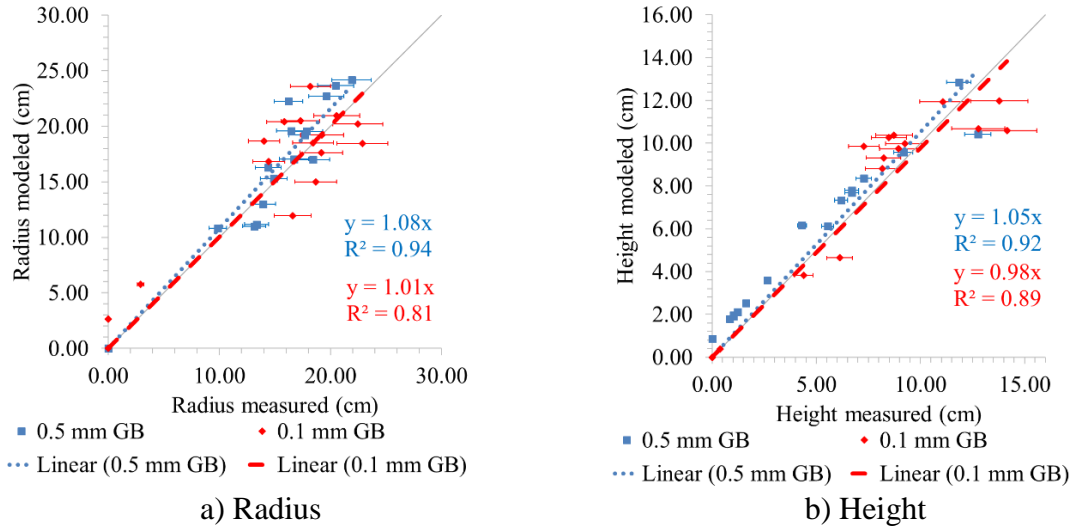 30.00
25.00
20.00
15.00
10.00
5.00
0.00
Radius modeled (cm)
y = 1.08x
R² = 0.94
y = 1.01x
R² = 0.81
0.00 10.00 20.00 30.00
Radius measured (cm)
0.5 mm GB 0.1 mm GB
Linear (0.5 mm GB) Linear (0.1 mm GB)
a) Radius
16.00
14.00
12.00
10.00
8.00
6.00
4.00
2.00
0.00
Height modeled (cm)
y = 1.05x
R² = 0.92
y = 0.98x
R² = 0.89
0.00 5.00 10.00 15.00
Height measured (cm)
0.5 mm GB 0.1 mm GB
Linear (0.5 mm GB) Linear (0.1 mm GB)
b) Height